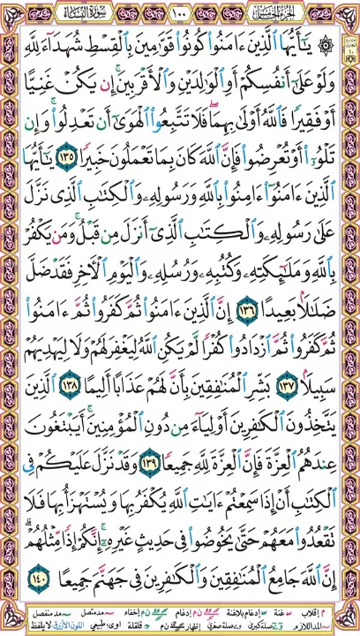 الجزء الخامس ١٠٠ سورة النساء
۞ يَـٰٓأَيُّهَا ٱلَّذِينَ ءَامَنُوا۟ كُونُوا۟ قَوَّٰمِينَ بِٱلْقِسْطِ شُهَدَآءَ لِلَّهِ
وَلَوْ عَلَىٰٓ أَنفُسِكُمْ أَوِ ٱلْوَٰلِدَيْنِ وَٱلْأَقْرَبِينَ ۚ إِن يَكُنْ غَنِيًّا
أَوْ فَقِيرًا فَٱللَّهُ أَوْلَىٰ بِهِمَا ۖ فَلَا تَتَّبِعُوا۟ ٱلْهَوَىٰٓ أَن تَعْدِلُوا۟ ۚ وَإِن
تَلْوُۥٓا۟ أَوْ تُعْرِضُوا۟ فَإِنَّ ٱللَّهَ كَانَ بِمَا تَعْمَلُونَ خَبِيرًا ١٣٥ يَـٰٓأَيُّهَا
ٱلَّذِينَ ءَامَنُوٓا۟ ءَامِنُوا۟ بِٱللَّهِ وَرَسُولِهِۦ وَٱلْكِتَـٰبِ ٱلَّذِى نَزَّلَ
عَلَىٰ رَسُولِهِۦ وَٱلْكِتَـٰبِ ٱلَّذِىٓ أَنزَلَ مِن قَبْلُ ۚ وَمَن يَكْفُرْ
بِٱللَّهِ وَمَلَـٰٓئِكَتِهِۦ وَكُتُبِهِۦ وَرُسُلِهِۦ وَٱلْيَوْمِ ٱلْـَٔاخِرِ فَقَدْ ضَلَّ
ضَلَـٰلًۢا بَعِيدًا ١٣٦ إِنَّ ٱلَّذِينَ ءَامَنُوا۟ ثُمَّ كَفَرُوا۟ ثُمَّ ءَامَنُوا۟
ثُمَّ كَفَرُوا۟ ثُمَّ ٱزْدَادُوا۟ كُفْرًا لَّمْ يَكُنِ ٱللَّهُ لِيَغْفِرَ لَهُمْ وَلَا لِيَهْدِيَهُمْ
سَبِيلًۢا ١٣٧ بَشِّرِ ٱلْمُنَـٰفِقِينَ بِأَنَّ لَهُمْ عَذَابًا أَلِيمًا ١٣٨ ٱلَّذِينَ
يَتَّخِذُونَ ٱلْكَـٰفِرِينَ أَوْلِيَآءَ مِن دُونِ ٱلْمُؤْمِنِينَ ۚ أَيَبْتَغُونَ
عِندَهُمُ ٱلْعِزَّةَ فَإِنَّ ٱلْعِزَّةَ لِلَّهِ جَمِيعًا ١٣٩ وَقَدْ نَزَّلَ عَلَيْكُمْ فِى
ٱلْكِتَـٰبِ أَنْ إِذَا سَمِعْتُمْ ءَايَـٰتِ ٱللَّهِ يُكْفَرُ بِهَا وَيُسْتَهْزَأُ بِهَا فَلَا
تَقْعُدُوا۟ مَعَهُمْ حَتَّىٰ يَخُوضُوا۟ فِى حَدِيثٍ غَيْرِهِۦٓ ۚ إِنَّكُمْ إِذًا مِّثْلُهُمْ ۗ
إِنَّ ٱللَّهَ جَامِعُ ٱلْمُنَـٰفِقِينَ وَٱلْكَـٰفِرِينَ فِى جَهَنَّمَ جَمِيعًا ١٤٠